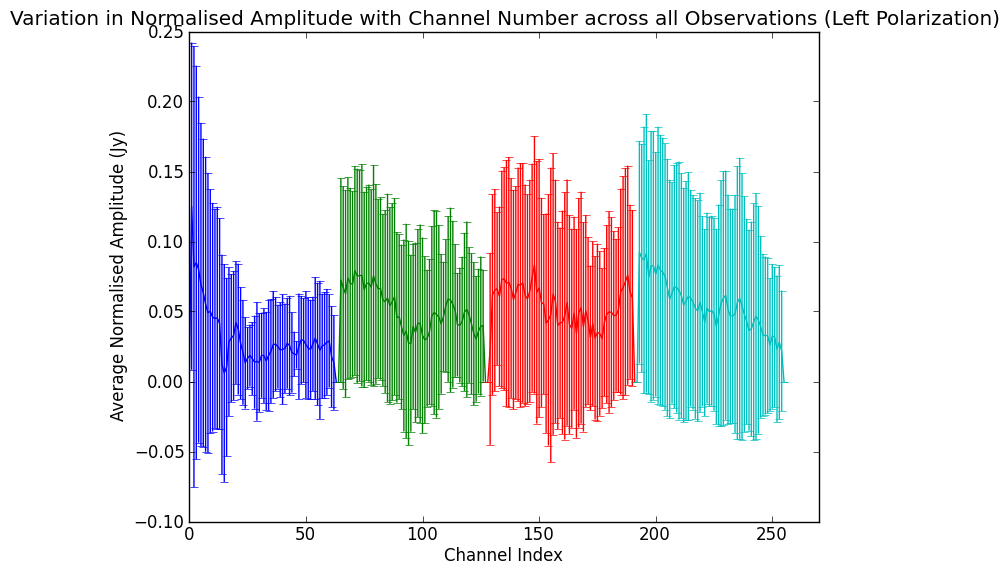 Variation in Normalised Amplitude with Channel Number across all Observations (Left Polarization)
0.25
0.20
0.15
0.10
0.05
0.00
−0.05
−0.10
Average Normalised Amplitude (Jy)
0 50 100 150 200 250
Channel Index